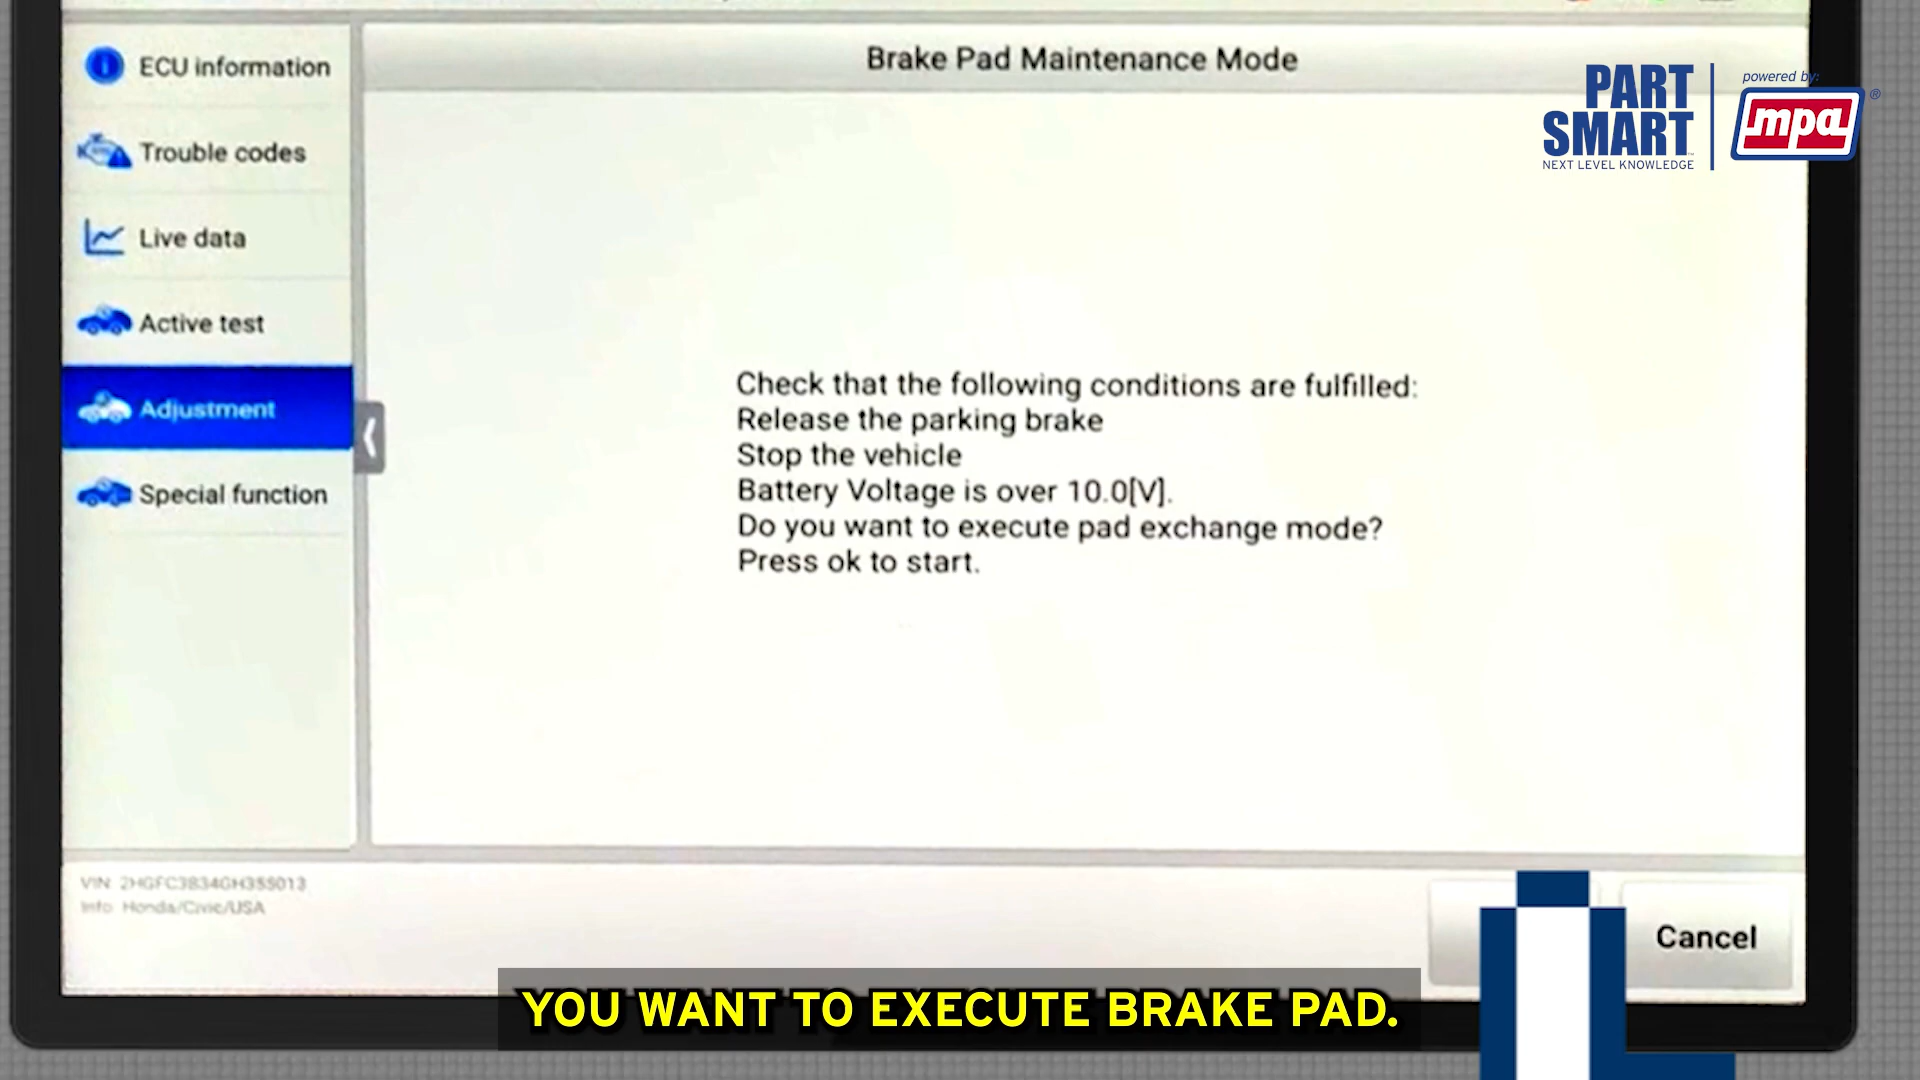 Brake Pad Maintenance Mode
ECU information
Trouble codes
Live data
Active test
Adjustment
Special function
Check that the following conditions are fulfilled:
Release the parking brake
Stop the vehicle
Battery Voltage is over 10.0[V].
Do you want to execute pad exchange mode?
Press ok to start.
PART
SMART
NEXT LEVEL KNOWLEDGE
powered by:
mpa
®
VIN: 2HGFC3B34GH355013
Info: Honda/Civic/USA
Cancel
YOU WANT TO EXECUTE BRAKE PAD.